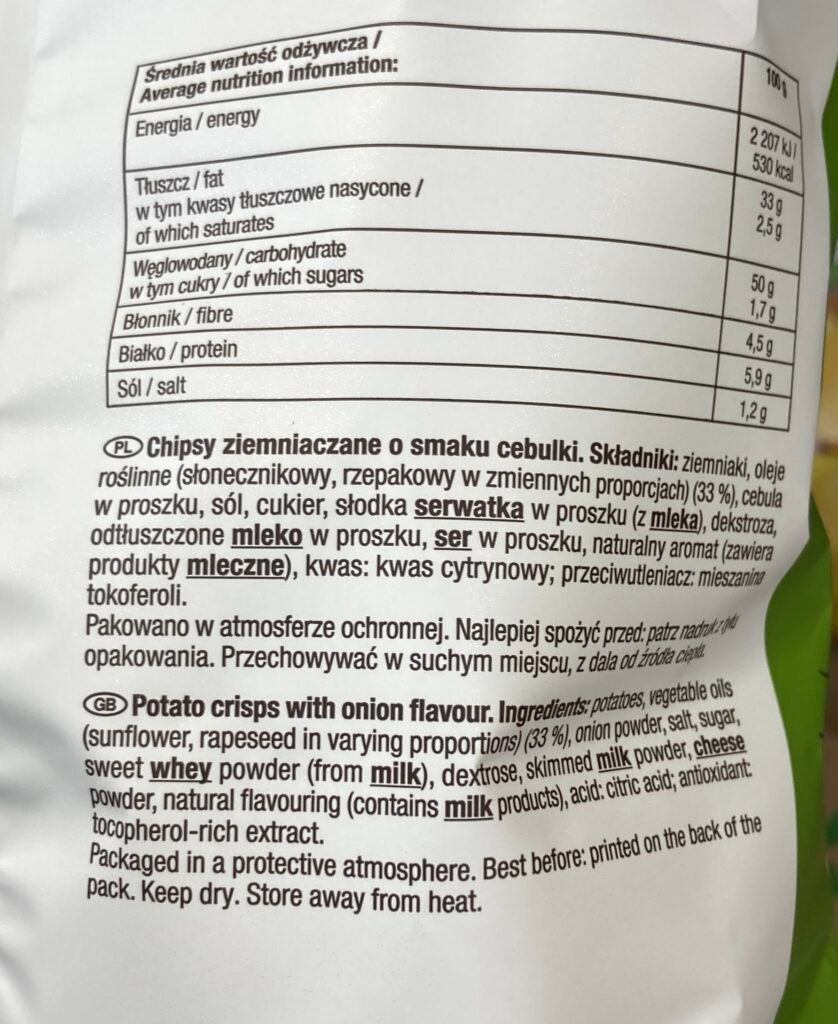 Średnia wartość odżywcza /
Average nutrition information:
100 g
Energia / energy
2 207 kJ /
530 kcal
Tłuszcz / fat
33 g
w tym kwasy tłuszczowe nasycone /
of which saturates
2,5 g
Węglowodany / carbohydrate
50 g
w tym cukry / of which sugars
1,7 g
Błonnik / fibre
4,5 g
Białko / protein
5,9 g
Sól / salt
1,2 g
PL Chipsy ziemniaczane o smaku cebulki. Składniki: ziemniaki, oleje
roślinne (słonecznikowy, rzepakowy w zmiennych proporcjach) (33 %), cebula
w proszku, sól, cukier, słodka serwatka w proszku (z mleka), dekstroza,
odtłuszczone mleko w proszku, ser w proszku, naturalny aromat (zawiera
produkty mleczne), kwas: kwas cytrynowy; przeciwutleniacz: mieszanina
tokoferoli.
Pakowano w atmosferze ochronnej. Najlepiej spożyć przed: patrz nadruk z tyłu
opakowania. Przechowywać w suchym miejscu, z dala od źródła ciepła.
GB Potato crisps with onion flavour. Ingredients: potatoes, vegetable oils
(sunflower, rapeseed in varying proportions) (33 %), onion powder, salt, sugar,
sweet whey powder (from milk), dextrose, skimmed milk powder, cheese
powder, natural flavouring (contains milk products), acid: citric acid; antioxidant:
tocopherol-rich extract.
Packaged in a protective atmosphere. Best before: printed on the back of the
pack. Keep dry. Store away from heat.